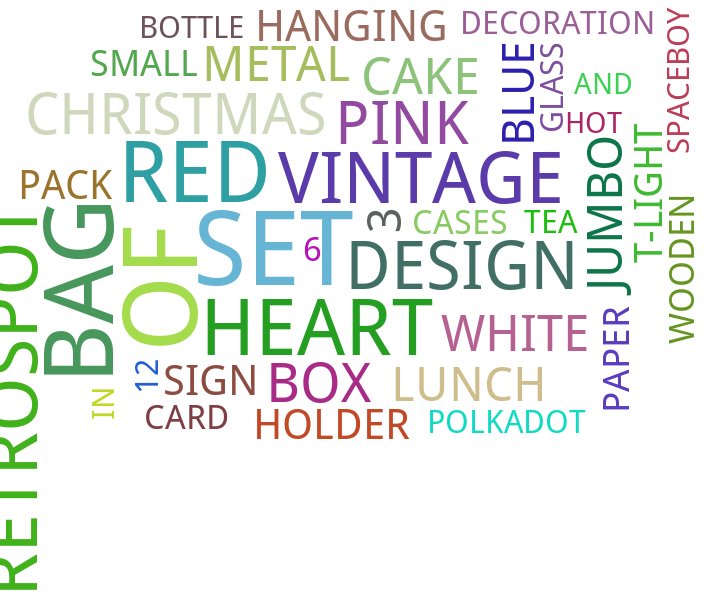 BOTTLE
HANGING
DECORATION
SMALL
METAL
CAKE
BLUE
GLASS
AND
SPACEBOY
CHRISTMAS
PINK
HOT
PACK
RED
VINTAGE
JUMBO
T-LIGHT
RETROSPOT
BAG
OF
SET
6
3
CASES
TEA
DESIGN
WOODEN
HEART
WHITE
PAPER
IN
12
SIGN
BOX
LUNCH
CARD
HOLDER
POLKADOT